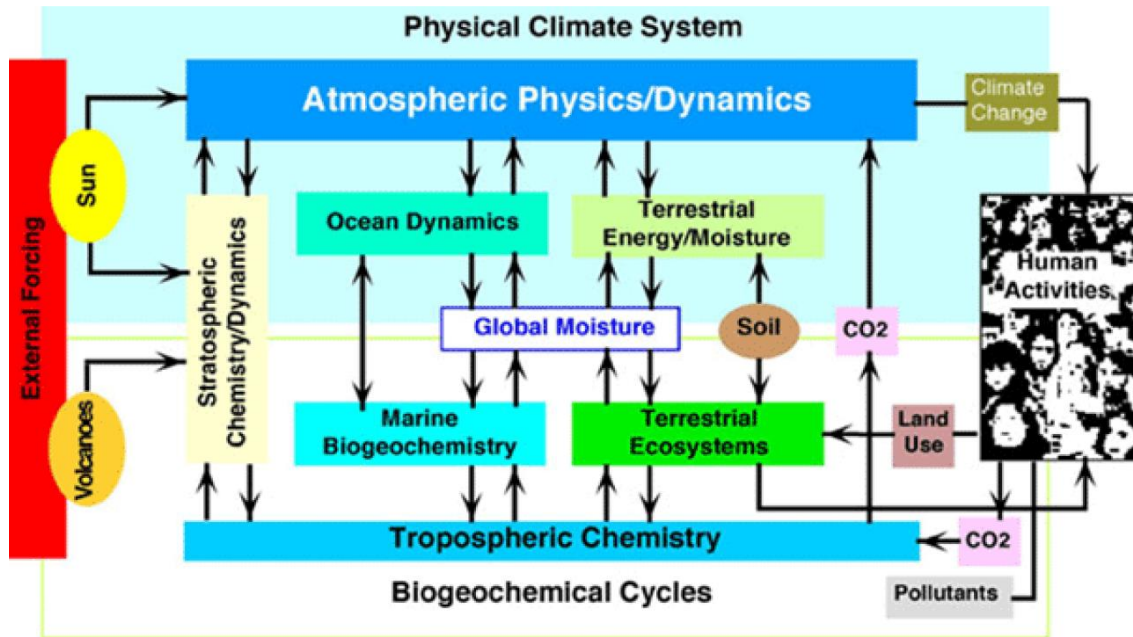 Physical Climate System
Atmospheric Physics/Dynamics
Climate
Change
External Forcing
Sun
Stratospheric
Chemistry/Dynamics
Ocean Dynamics
Terrestrial
Energy/Moisture
Human
Activities
Global Moisture
Soil
CO2
Volcanoes
Marine
Biogeochemistry
Terrestrial
Ecosystems
Land
Use
Tropospheric Chemistry
CO2
Biogeochemical Cycles
Pollutants